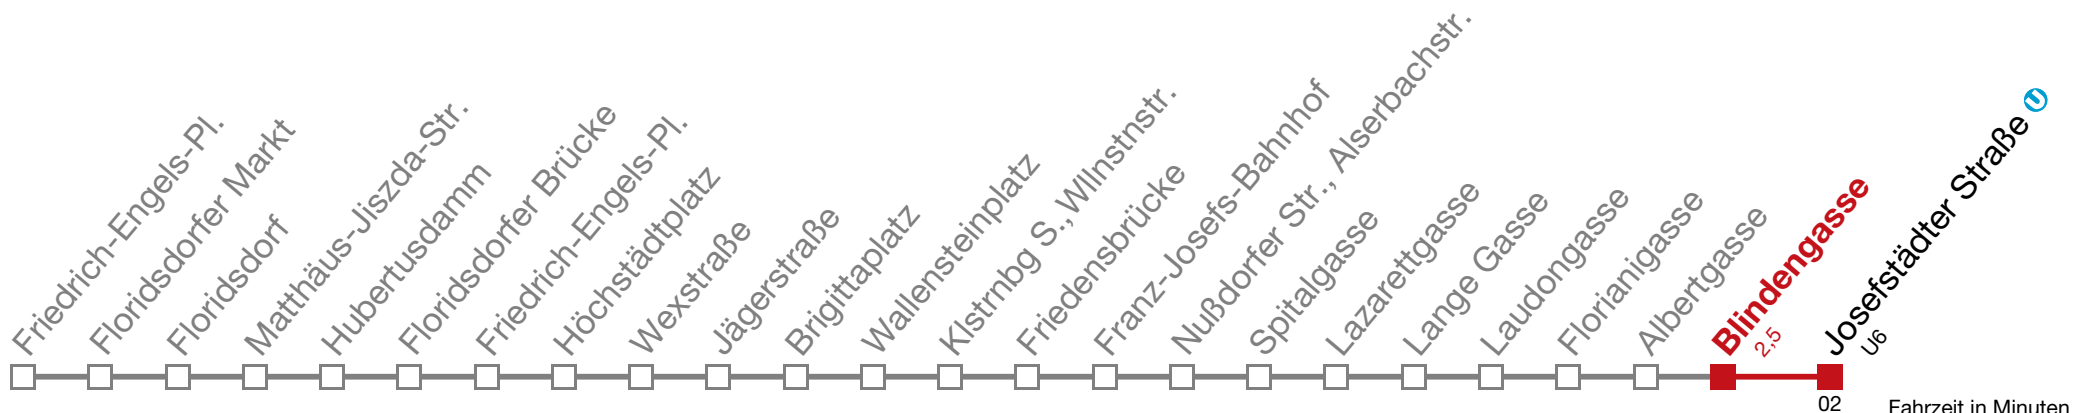 Friedrich-Engels-Pl.
Floridsdorfer Markt
Floridsdorf
Matthäus-Jiszda-Str.
Hubertusdamm
Floridsdorfer Brücke
Friedrich-Engels-Pl.
Höchstädtplatz
Wexstraße
Jägerstraße
Brigittaplatz
Wallensteinplatz
Klstrnbg S., Wllnstnstr.
Friedensbrücke
Franz-Josefs-Bahnhof
Nußdorfer Str., Alserbachstr.
Spitalgasse
Lazarettgasse
Lange Gasse
Laudongasse
Florianigasse
Albertgasse
Blindengasse
2,5
Josefstädter Straße U
U6
02
Fahrzeit in Minuten